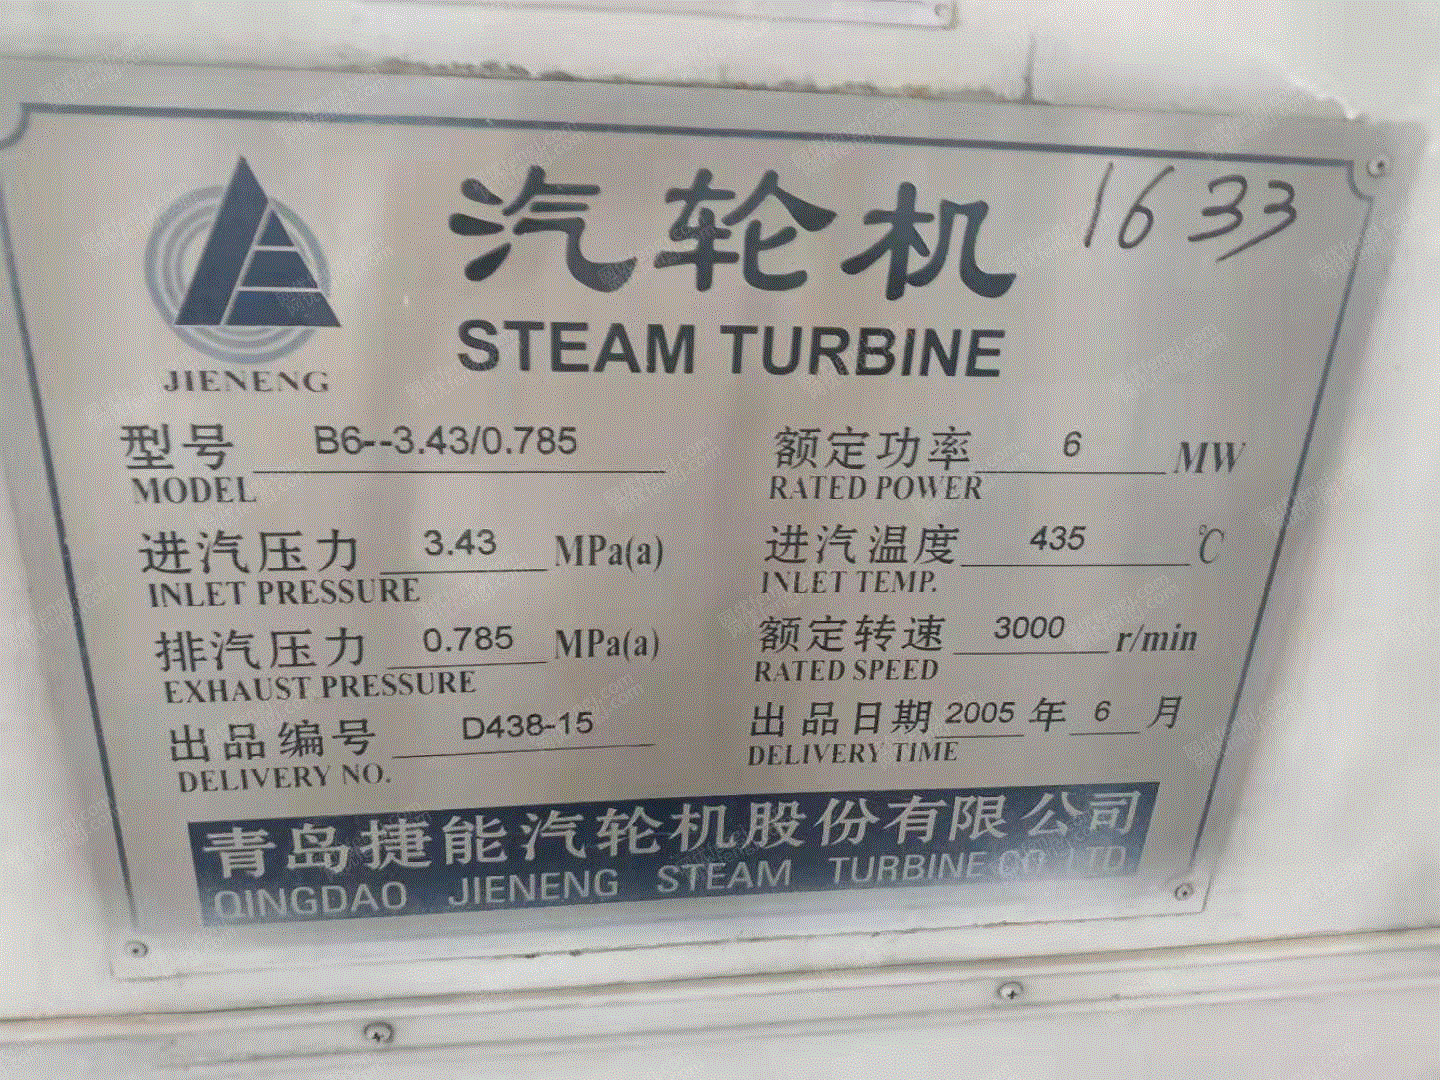 汽轮机
1633
STEAM TURBINE
JIENENG
型号 B6--3.43/0.785
MODEL
额定功率 6 MW
RATED POWER
进汽压力 3.43 MPa(a)
INLET PRESSURE
进汽温度 435 ℃
INLET TEMP.
排汽压力 0.785 MPa(a)
EXHAUST PRESSURE
额定转速 3000 r/min
RATED SPEED
出品编号 D438-15
DELIVERY NO.
出品日期 2005 年 6 月
DELIVERY TIME
青岛捷能汽轮机股份有限公司
QINGDAO JIENENG STEAM TURBINE CO LTD